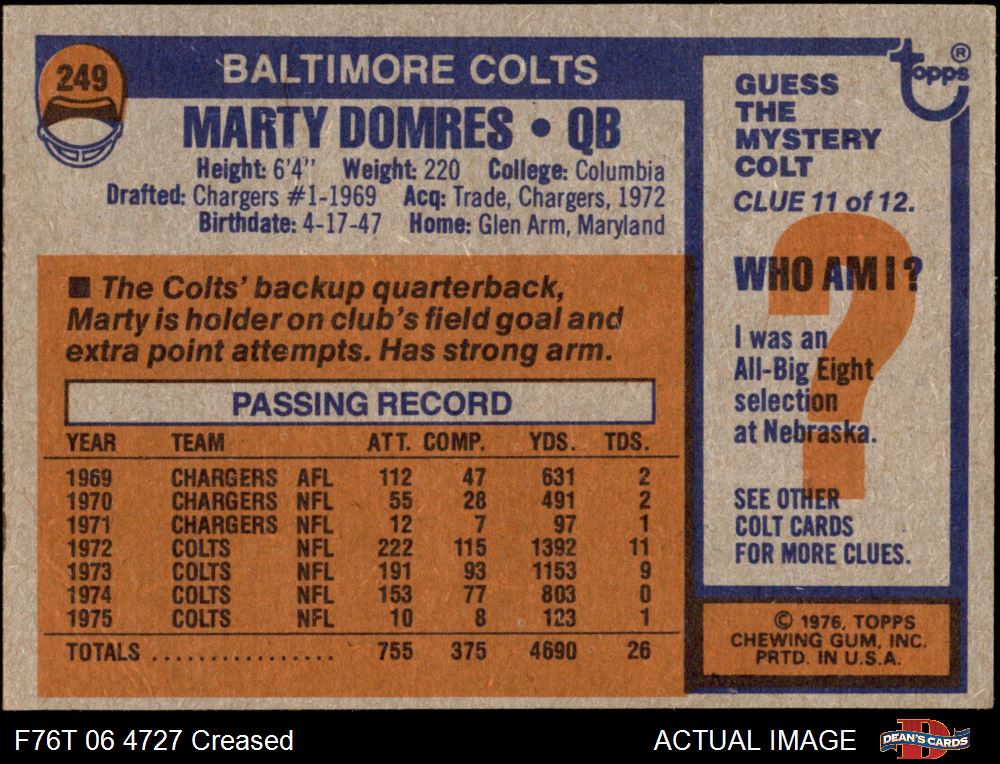 249
BALTIMORE COLTS
MARTY DOMRES • QB
Height: 6'4" Weight: 220 College: Columbia
Drafted: Chargers #1-1969 Acq: Trade, Chargers, 1972
Birthdate: 4-17-47 Home: Glen Arm, Maryland
■ The Colts' backup quarterback,
Marty is holder on club's field goal and
extra point attempts. Has strong arm.
PASSING RECORD
YEAR TEAM ATT. COMP. YDS. TDS.
1969 CHARGERS AFL 112 47 631 2
1970 CHARGERS NFL 55 28 491 2
1971 CHARGERS NFL 12 7 97 1
1972 COLTS NFL 222 115 1392 11
1973 COLTS NFL 191 93 1153 9
1974 COLTS NFL 153 77 803 0
1975 COLTS NFL 10 8 123 1
TOTALS ................. 755 375 4690 26
topps ®
GUESS
THE
MYSTERY
COLT
CLUE 11 of 12.
WHO AM I ?
?
I was an
All-Big Eight
selection
at Nebraska.
SEE OTHER
COLT CARDS
FOR MORE CLUES.
© 1976, TOPPS
CHEWING GUM, INC.
PRTD. IN U.S.A.
F76T 06 4727 Creased
ACTUAL IMAGE
D
DEAN'S CARDS